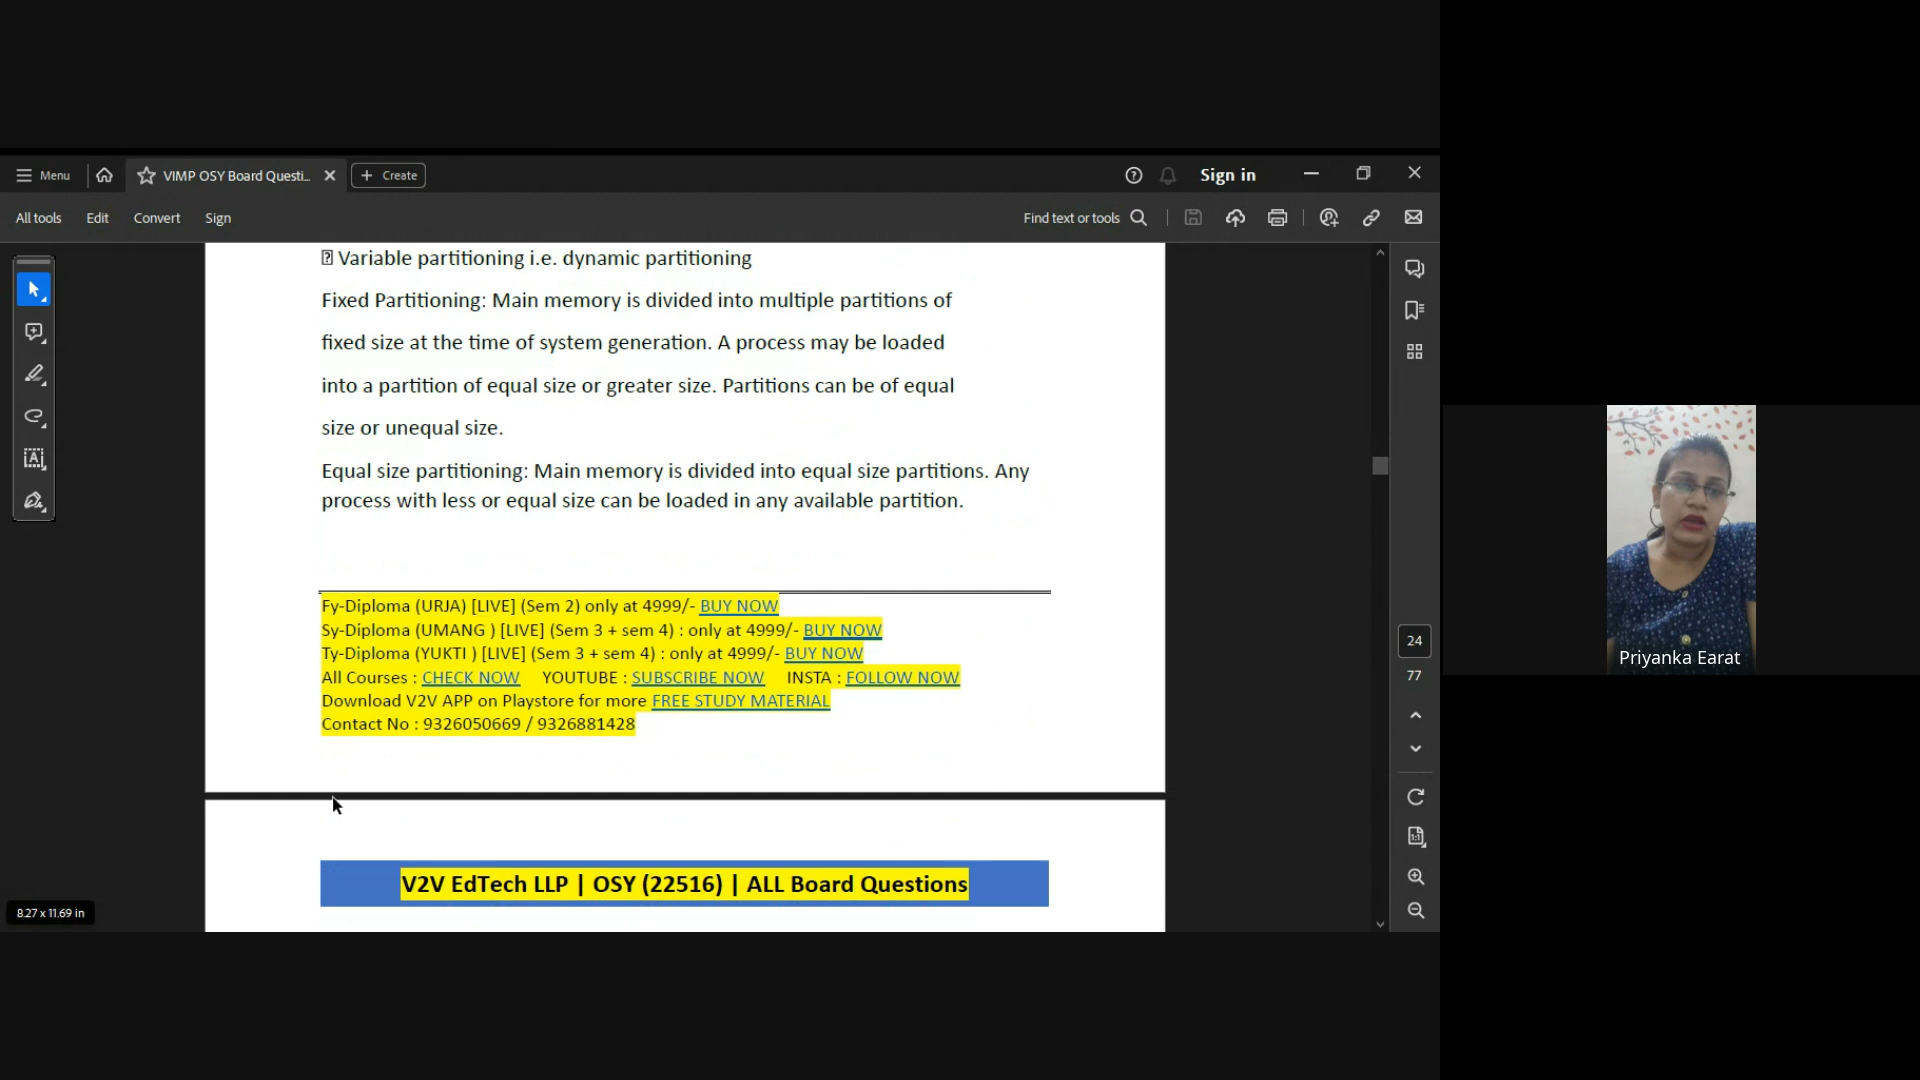 Menu
VIMP OSY Board Questi...
Create
Sign in
All tools
Edit
Convert
Sign
Find text or tools
Variable partitioning i.e. dynamic partitioning
Fixed Partitioning: Main memory is divided into multiple partitions of
fixed size at the time of system generation. A process may be loaded
into a partition of equal size or greater size. Partitions can be of equal
size or unequal size.
Equal size partitioning: Main memory is divided into equal size partitions. Any
process with less or equal size can be loaded in any available partition.
Fy-Diploma (URJA) [LIVE] (Sem 2) only at 4999/- BUY NOW
Sy-Diploma (UMANG ) [LIVE] (Sem 3 + sem 4) : only at 4999/- BUY NOW
Ty-Diploma (YUKTI ) [LIVE] (Sem 3 + sem 4) : only at 4999/- BUY NOW
All Courses : CHECK NOW YOUTUBE : SUBSCRIBE NOW INSTA : FOLLOW NOW
Download V2V APP on Playstore for more FREE STUDY MATERIAL
Contact No : 9326050669 / 9326881428
V2V EdTech LLP | OSY (22516) | ALL Board Questions
8.27 x 11.69 in
24
77
Priyanka Earat